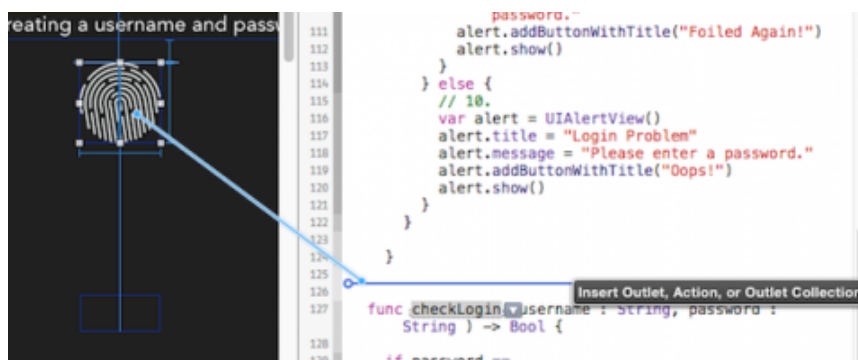 reating a username and passw
password."
111 alert.addButtonWithTitle("Foiled Again!")
112 alert.show()
113 }
114 } else {
115 // 10.
116 var alert = UIAlertView()
117 alert.title = "Login Problem"
118 alert.message = "Please enter a password."
119 alert.addButtonWithTitle("Oops!")
120 alert.show()
121 }
122 }
123
124 }
125
126 Insert Outlet, Action, or Outlet Collection
127 func checkLogin username : String, password :
String ) -> Bool {
128
129 if password ==